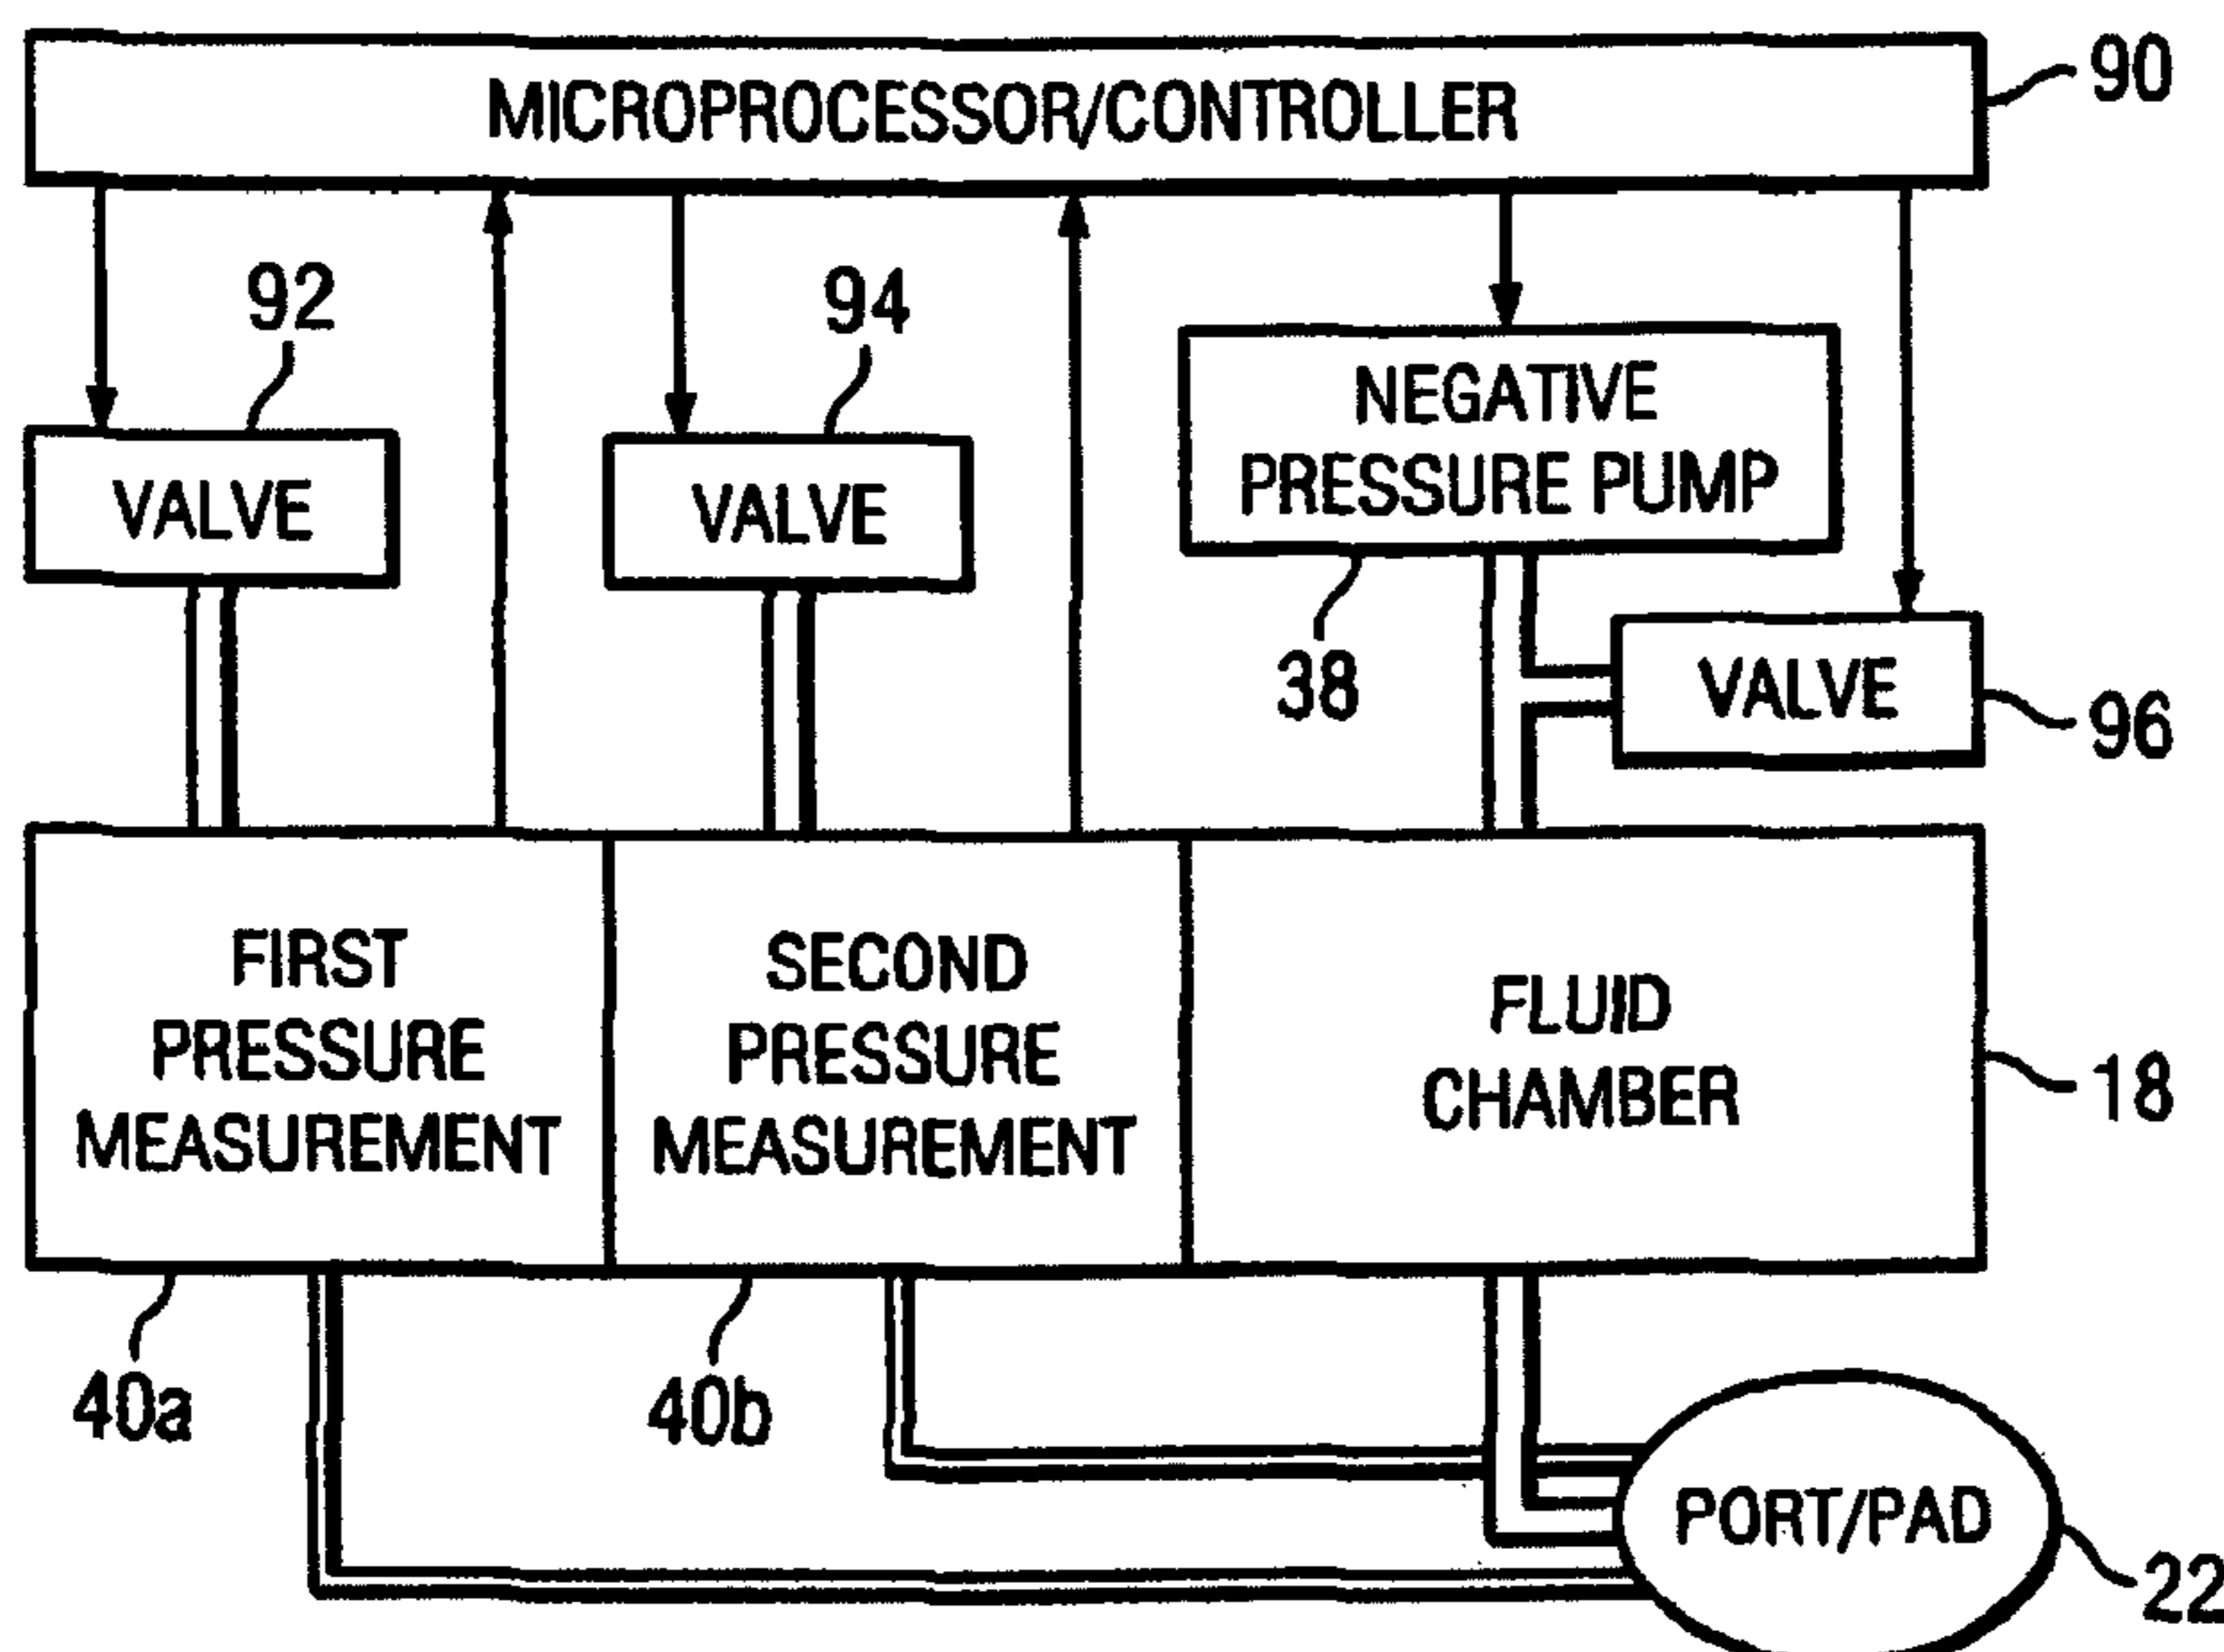 MICROPROCESSOR/CONTROLLER
90
92
94
VALVE
VALVE
NEGATIVE
PRESSURE PUMP
38
VALVE
96
FIRST
PRESSURE
MEASUREMENT
SECOND
PRESSURE
MEASUREMENT
FLUID
CHAMBER
18
40a
40b
PORT/PAD
22